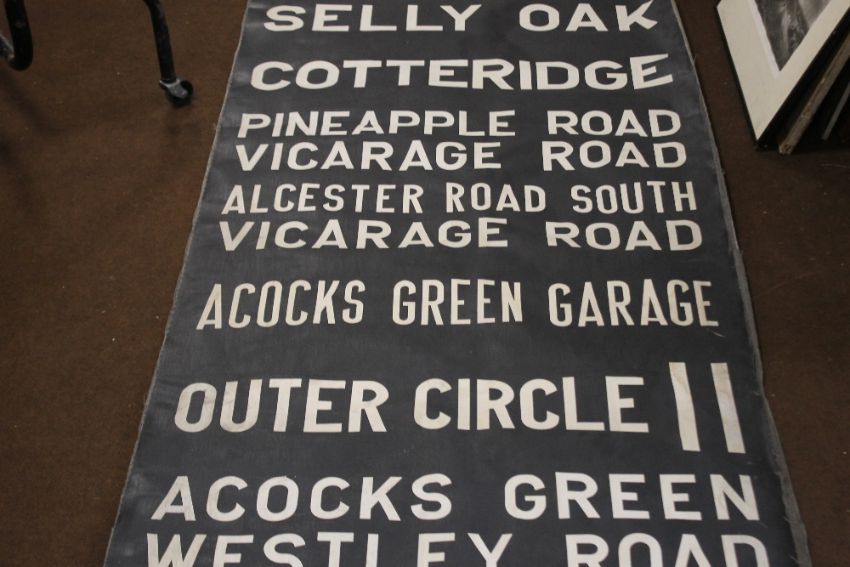 SELLY OAK
COTTERIDGE
PINEAPPLE ROAD
VICARAGE ROAD
ALCESTER ROAD SOUTH
VICARAGE ROAD
ACOCKS GREEN GARAGE
OUTER CIRCLE 11
ACOCKS GREEN
WESTLEY ROAD